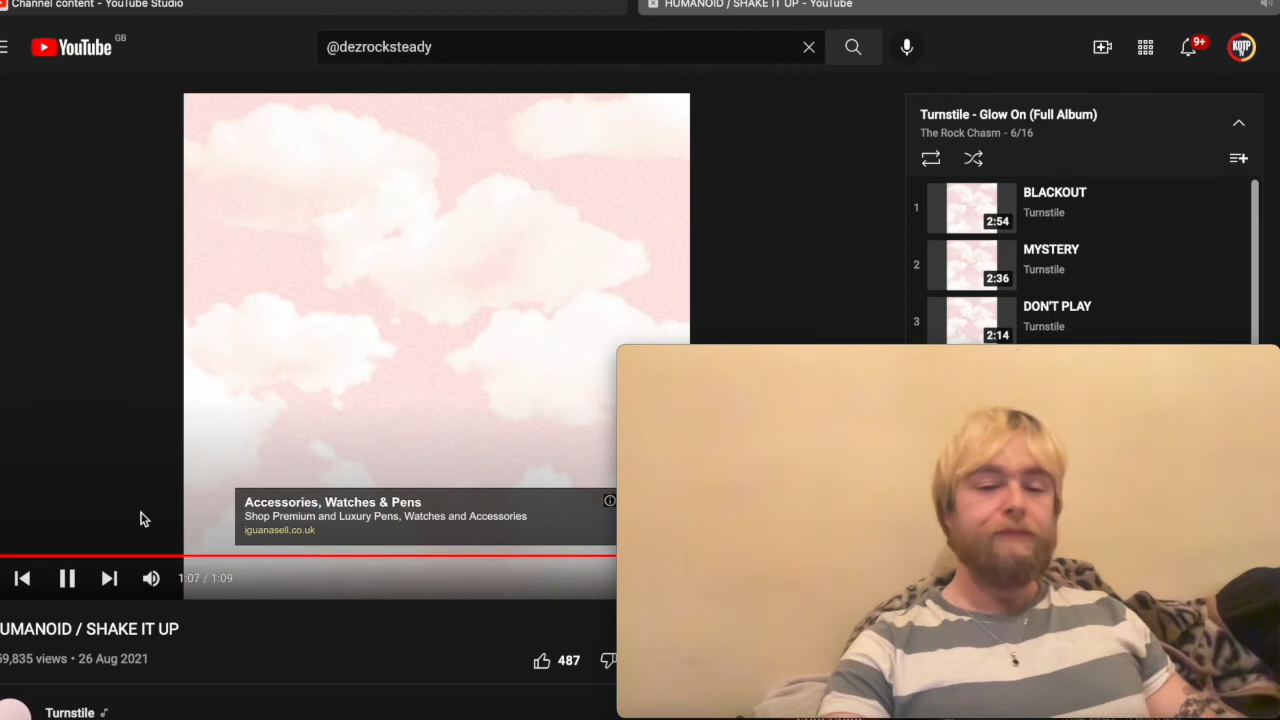 Channel content - YouTube Studio
HUMANOID / SHAKE IT UP - YouTube
YouTube GB
@dezrocksteady
9+
KOTP
TV
Turnstile - Glow On (Full Album)
The Rock Chasm - 6/16
1
2:54
BLACKOUT
Turnstile
2
2:36
MYSTERY
Turnstile
3
2:14
DON'T PLAY
Turnstile
Accessories, Watches & Pens
Shop Premium and Luxury Pens, Watches and Accessories
iguanasell.co.uk
1:07 / 1:09
UMANOID / SHAKE IT UP
59,835 views • 26 Aug 2021
487
Turnstile